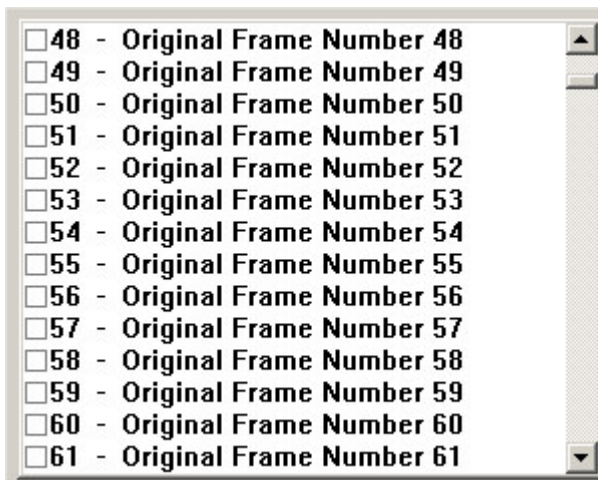 48 - Original Frame Number 48
49 - Original Frame Number 49
50 - Original Frame Number 50
51 - Original Frame Number 51
52 - Original Frame Number 52
53 - Original Frame Number 53
54 - Original Frame Number 54
55 - Original Frame Number 55
56 - Original Frame Number 56
57 - Original Frame Number 57
58 - Original Frame Number 58
59 - Original Frame Number 59
60 - Original Frame Number 60
61 - Original Frame Number 61